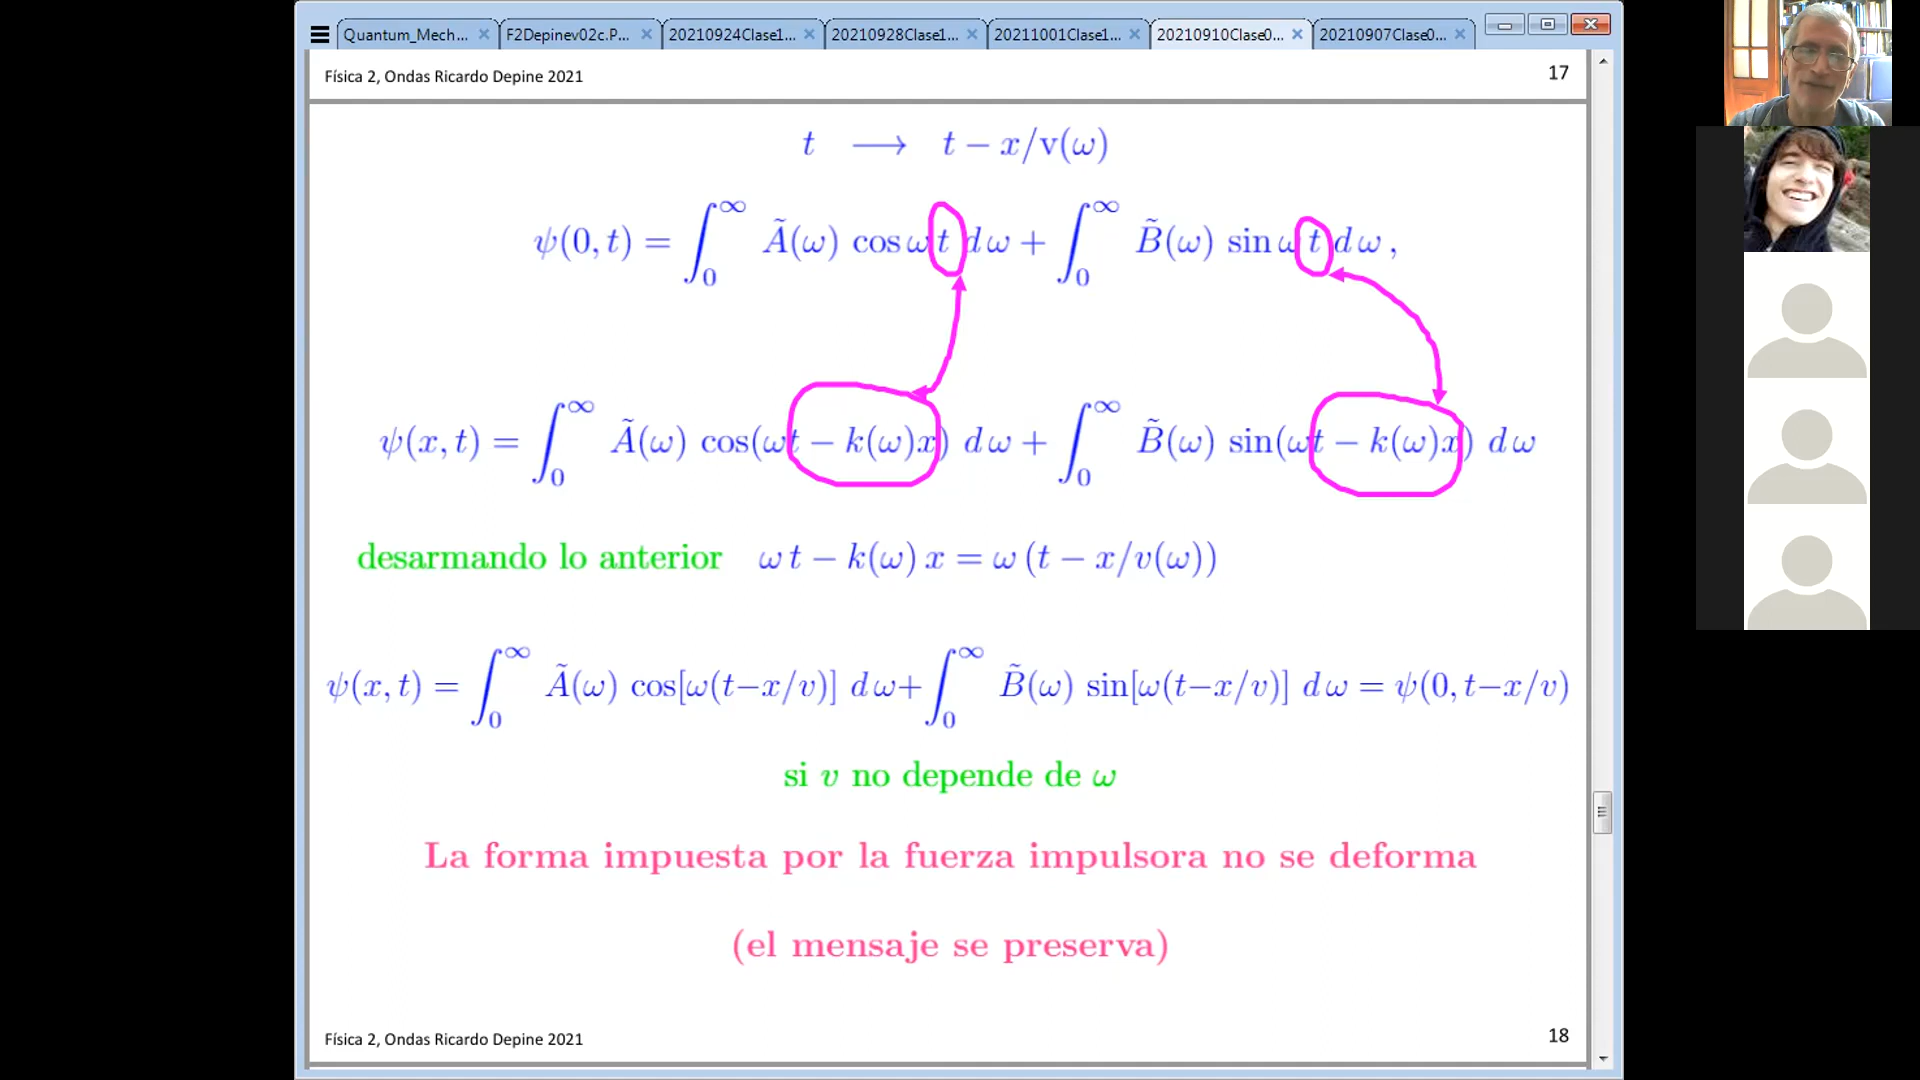 Quantum_Mech... F2Depinev02c.P... 20210924Clase1... 20210928Clase1... 20211001Clase1... 20210910Clase0... 20210907Clase0...
Física 2, Ondas Ricardo Depine 2021 17
t ⟶ t − x/v(ω)
ψ(0, t) = ∫₀^∞ Ã(ω) cos ω t dω + ∫₀^∞ B̃(ω) sin ω t dω ,
ψ(x, t) = ∫₀^∞ Ã(ω) cos(ωt − k(ω)x) dω + ∫₀^∞ B̃(ω) sin(ωt − k(ω)x) dω
desarmando lo anterior ω t − k(ω) x = ω (t − x/v(ω))
ψ(x, t) = ∫₀^∞ Ã(ω) cos[ω(t−x/v)] dω+ ∫₀^∞ B̃(ω) sin[ω(t−x/v)] dω = ψ(0, t−x/v)
si v no depende de ω
La forma impuesta por la fuerza impulsora no se deforma
(el mensaje se preserva)
Física 2, Ondas Ricardo Depine 2021 18